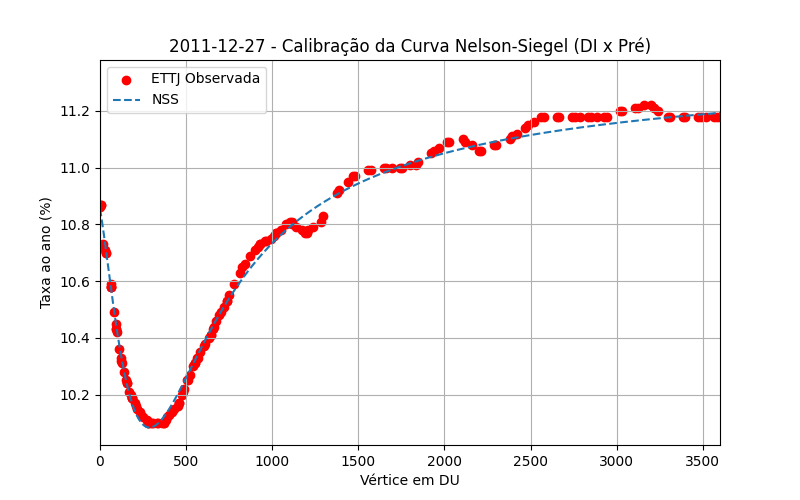 2011-12-27 - Calibração da Curva Nelson-Siegel (DI x Pré)
ETTJ Observada
NSS
Taxa ao ano (%)
11.2
11.0
10.8
10.6
10.4
10.2
0 500 1000 1500 2000 2500 3000 3500
Vértice em DU